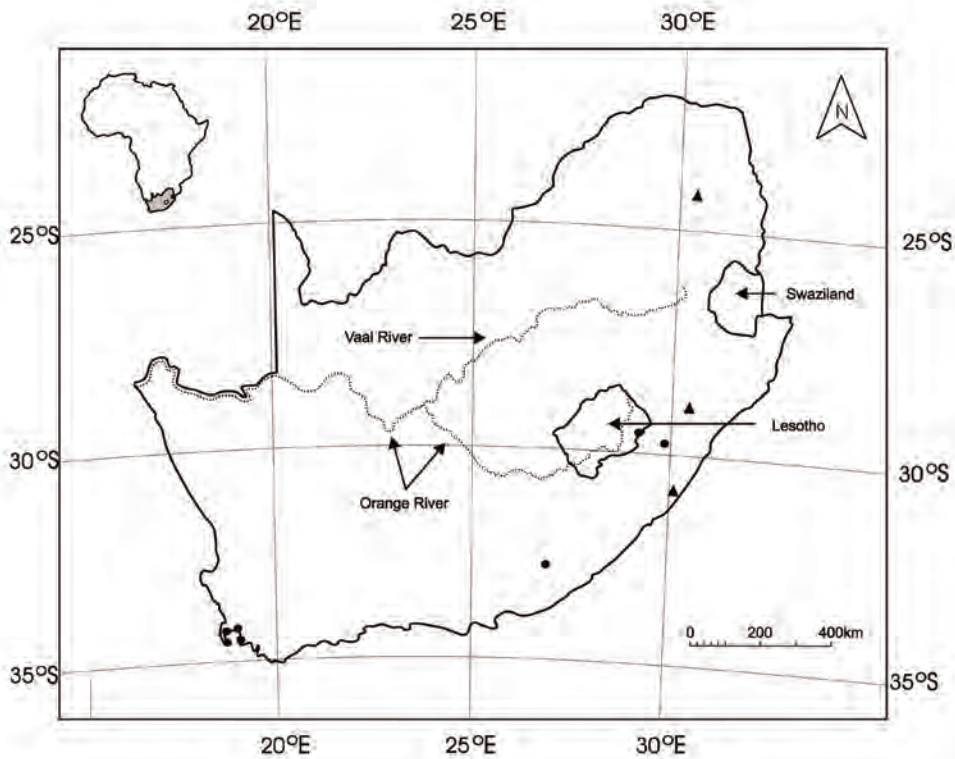 20°E 25°E 30°E
N
25°S 25°S
Swaziland
Vaal River
Lesotho
30°S 30°S
Orange River
0 200 400km
35°S 35°S
20°E 25°E 30°E